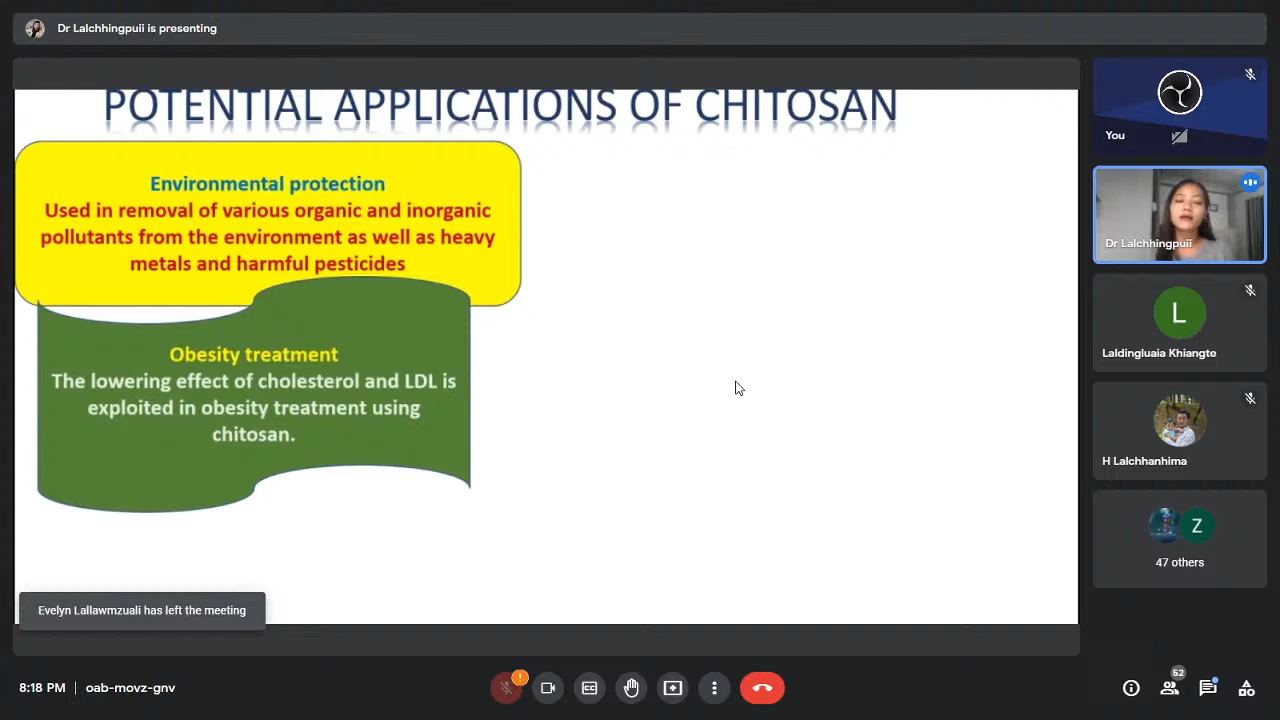 Dr Lalchhingpuii is presenting
POTENTIAL APPLICATIONS OF CHITOSAN
Environmental protection
Used in removal of various organic and inorganic
pollutants from the environment as well as heavy
metals and harmful pesticides
Obesity treatment
The lowering effect of cholesterol and LDL is
exploited in obesity treatment using
chitosan.
Evelyn Lallawmzuali has left the meeting
You
Dr Lalchhingpuii
L
Laldingluaia Khiangte
H Lalchhanhima
Z
47 others
8:18 PM | oab-movz-gnv
!
CC
52